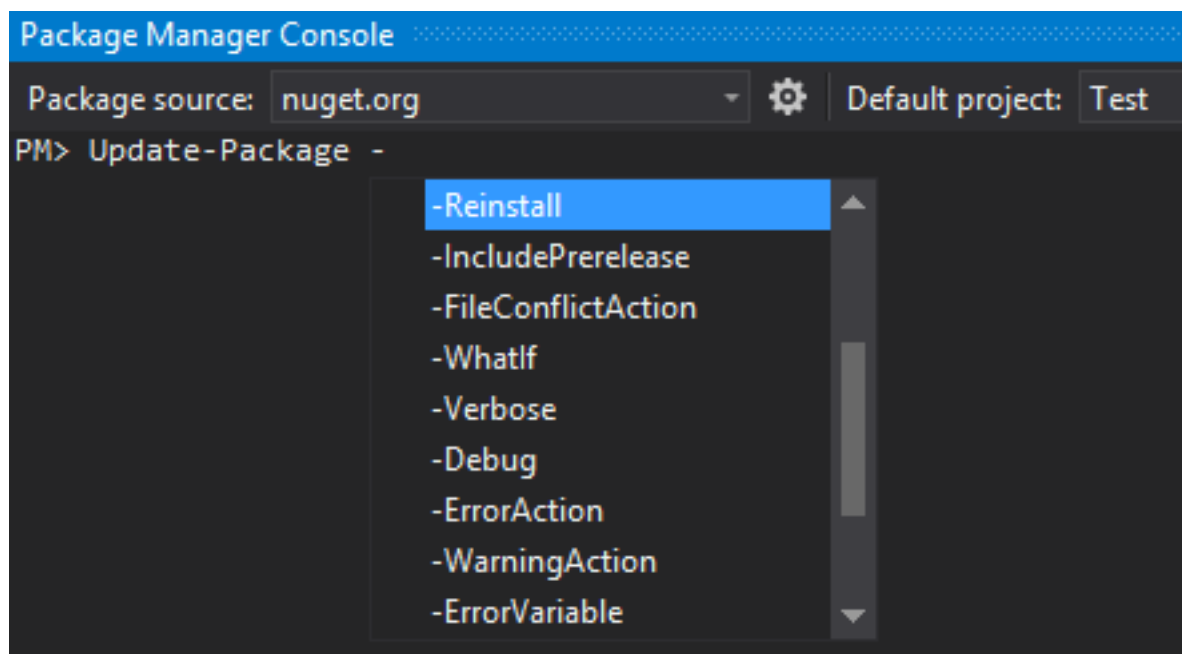 Package Manager Console
Package source: nuget.org Default project: Test
PM> Update-Package -
-Reinstall
-IncludePrerelease
-FileConflictAction
-WhatIf
-Verbose
-Debug
-ErrorAction
-WarningAction
-ErrorVariable